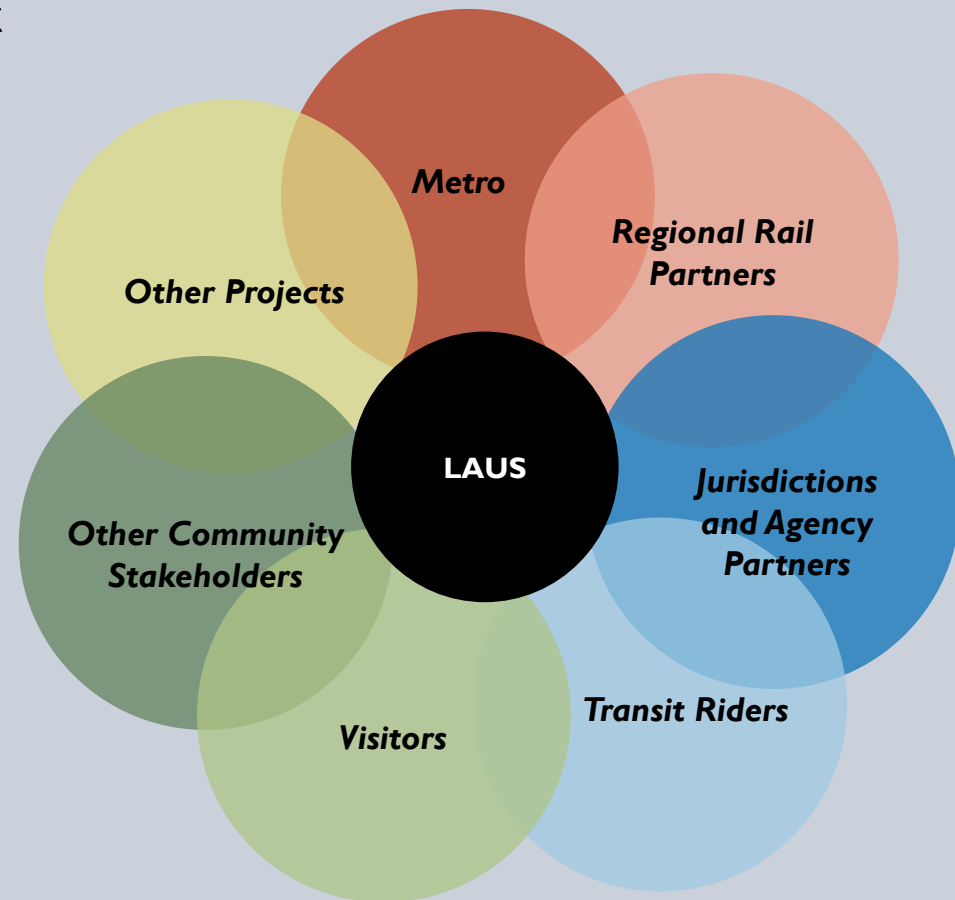 Metro
Regional Rail
Partners
Other Projects
LAUS
Jurisdictions
and Agency
Partners
Other Community
Stakeholders
Transit Riders
Visitors